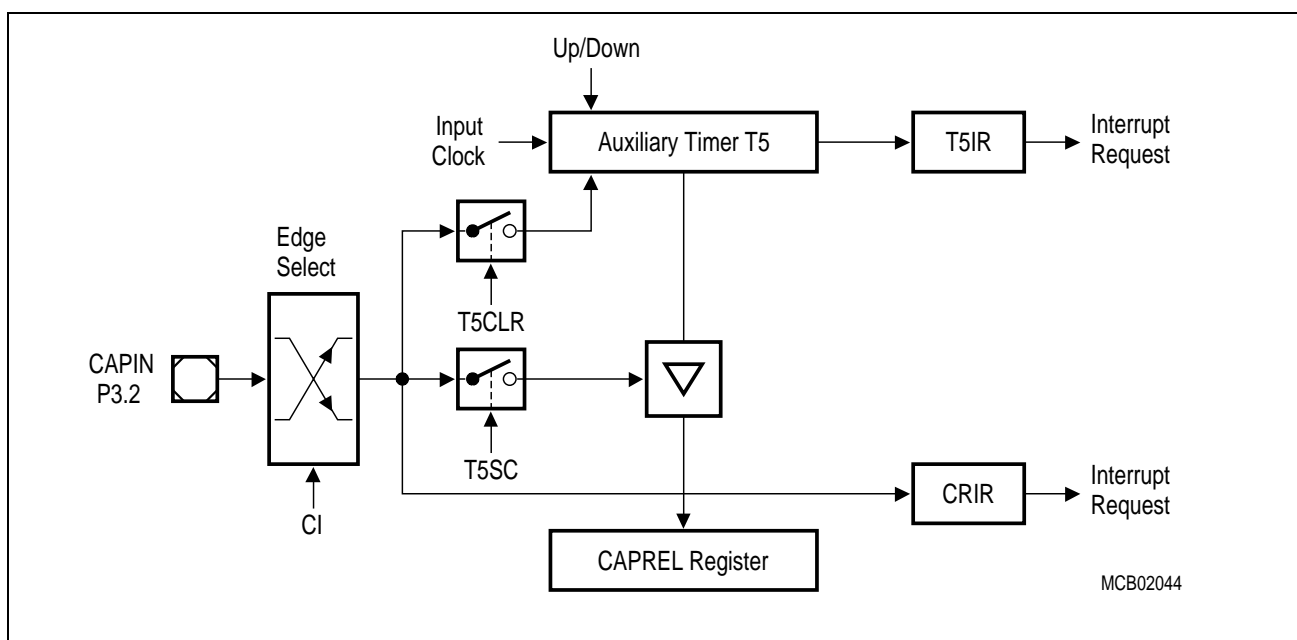 Up/Down
Input
Clock
Auxiliary Timer T5
T5IR
Interrupt
Request
Edge
Select
T5CLR
CAPIN
P3.2
T5SC
CI
CRIR
Interrupt
Request
CAPREL Register
MCB02044